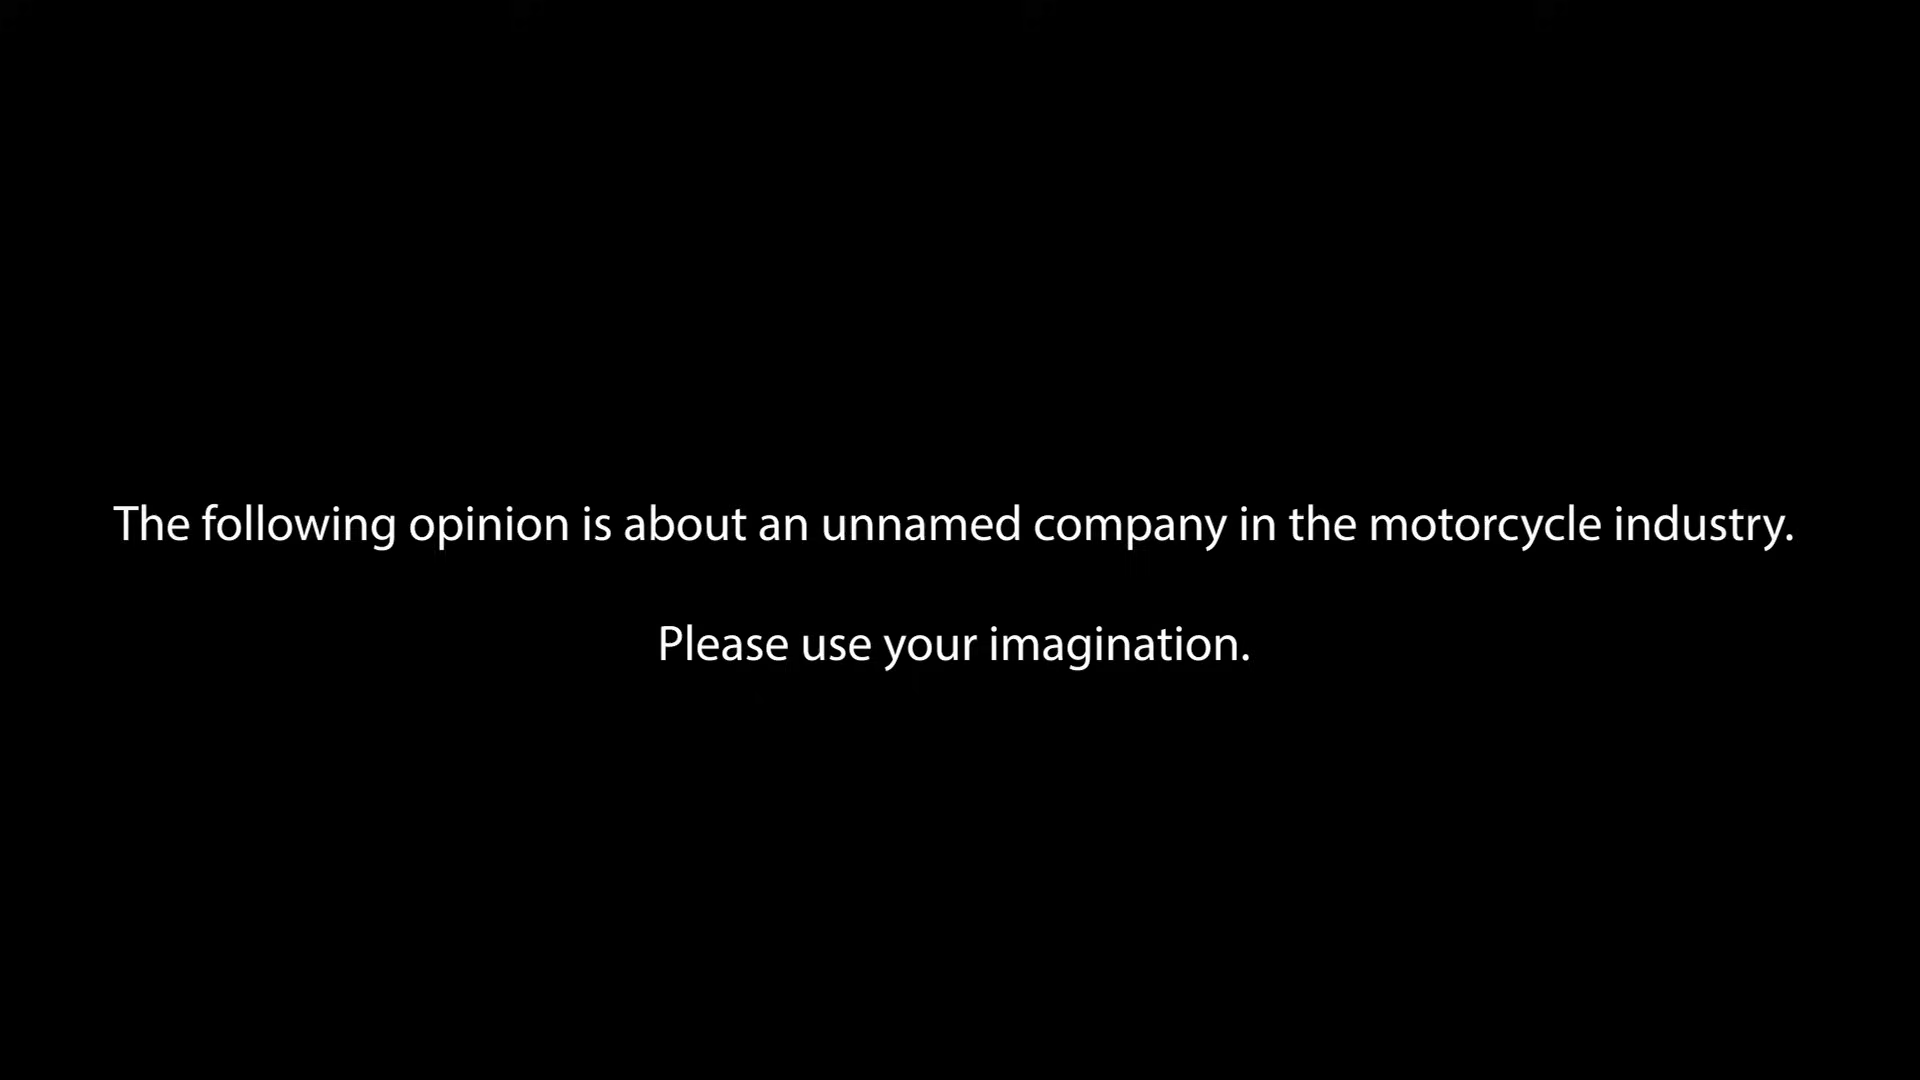 The following opinion is about an unnamed company in the motorcycle industry.
Please use your imagination.